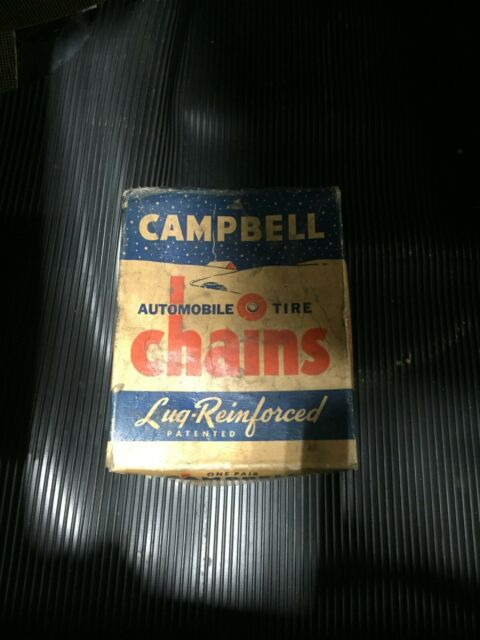 CAMPBELL
AUTOMOBILE TIRE
chains
Lug-Reinforced
PATENTED
ONE PAIR